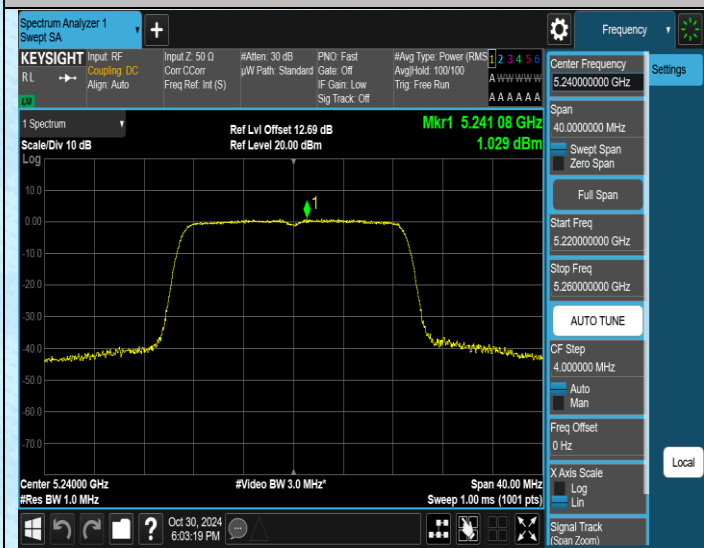 Spectrum Analyzer 1
Swept SA
Frequency
KEYSIGHT
RL
LXI
Input: RF
Coupling: DC
Align: Auto
Input Z: 50 Ω
Corr CCorr
Freq Ref: Int (S)
#Atten: 30 dB
µW Path: Standard
PNO: Fast
Gate: Off
IF Gain: Low
Sig Track: Off
#Avg Type: Power (RMS
Avg|Hold: 100/100
Trig: Free Run
1 2 3 4 5 6
A W W W W W
A A A A A A
Settings
Center Frequency
5.240000000 GHz
Span
40.0000000 MHz
Swept Span
Zero Span
Full Span
Start Freq
5.220000000 GHz
Stop Freq
5.260000000 GHz
AUTO TUNE
CF Step
4.000000 MHz
Auto
Man
Freq Offset
0 Hz
X Axis Scale
Log
Lin
Signal Track
(Span Zoom)
Local
1 Spectrum
Scale/Div 10 dB
Log
Ref Lvl Offset 12.69 dB
Ref Level 20.00 dBm
Mkr1 5.241 08 GHz
1.029 dBm
1
10.0
0.00
-10.0
-20.0
-30.0
-40.0
-50.0
-60.0
-70.0
Center 5.24000 GHz
#Res BW 1.0 MHz
#Video BW 3.0 MHz*
Span 40.00 MHz
Sweep 1.00 ms (1001 pts)
Oct 30, 2024
6:03:19 PM